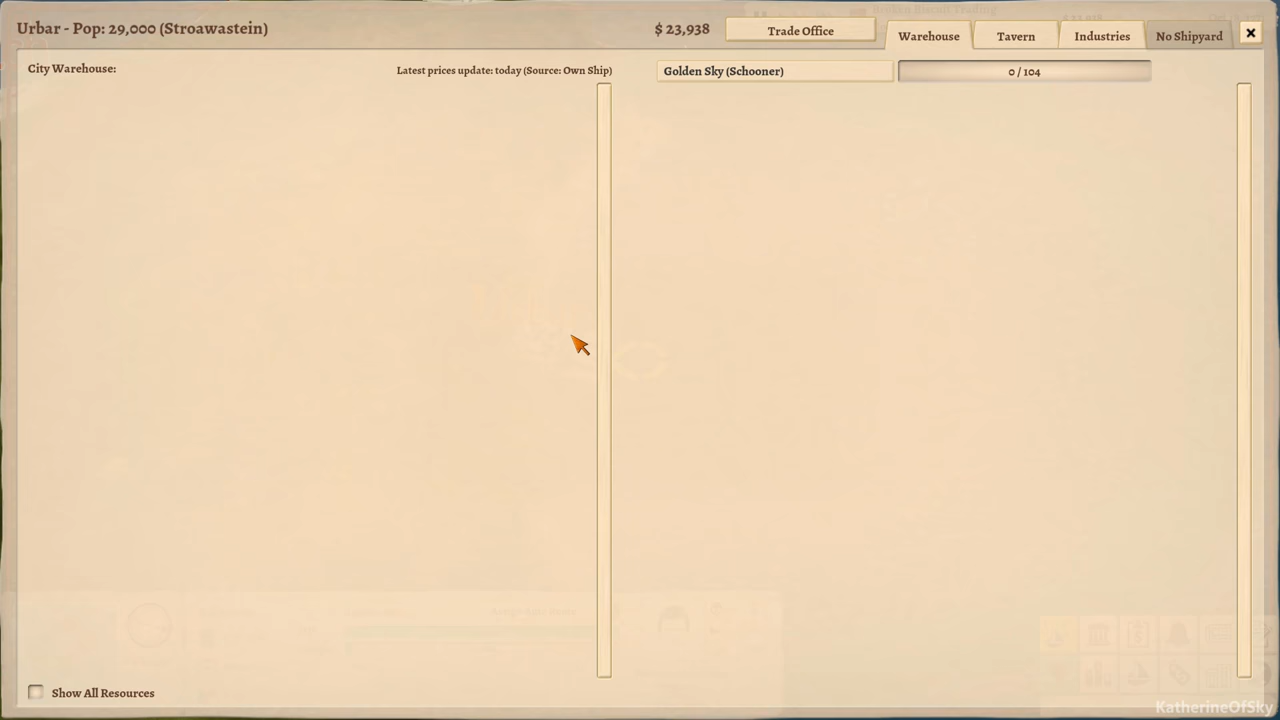 Urbar - Pop: 29,000 (Stroawastein)
$ 23,938
Trade Office
Warehouse
Tavern
Industries
No Shipyard
City Warehouse:
Latest prices update: today (Source: Own Ship)
Golden Sky (Schooner)
0 / 104
Show All Resources
KatherineOfSky